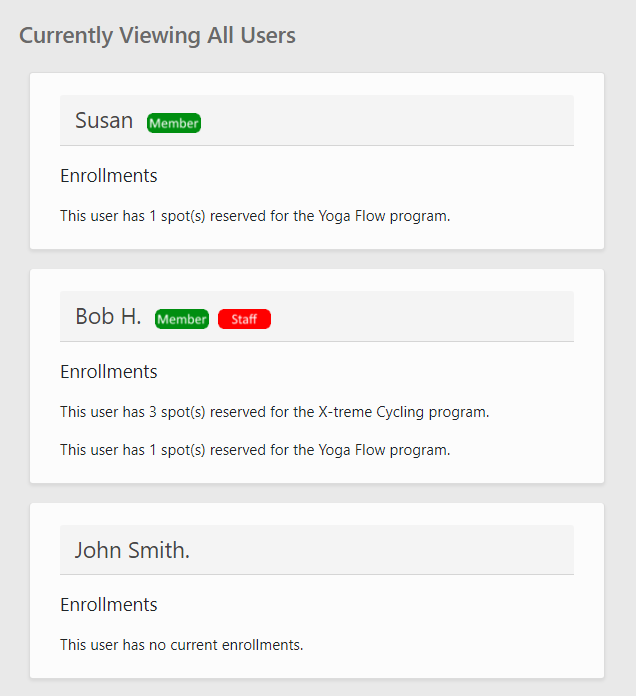 Currently Viewing All Users
Susan Member
Enrollments
This user has 1 spot(s) reserved for the Yoga Flow program.
Bob H. Member Staff
Enrollments
This user has 3 spot(s) reserved for the X-treme Cycling program.
This user has 1 spot(s) reserved for the Yoga Flow program.
John Smith.
Enrollments
This user has no current enrollments.